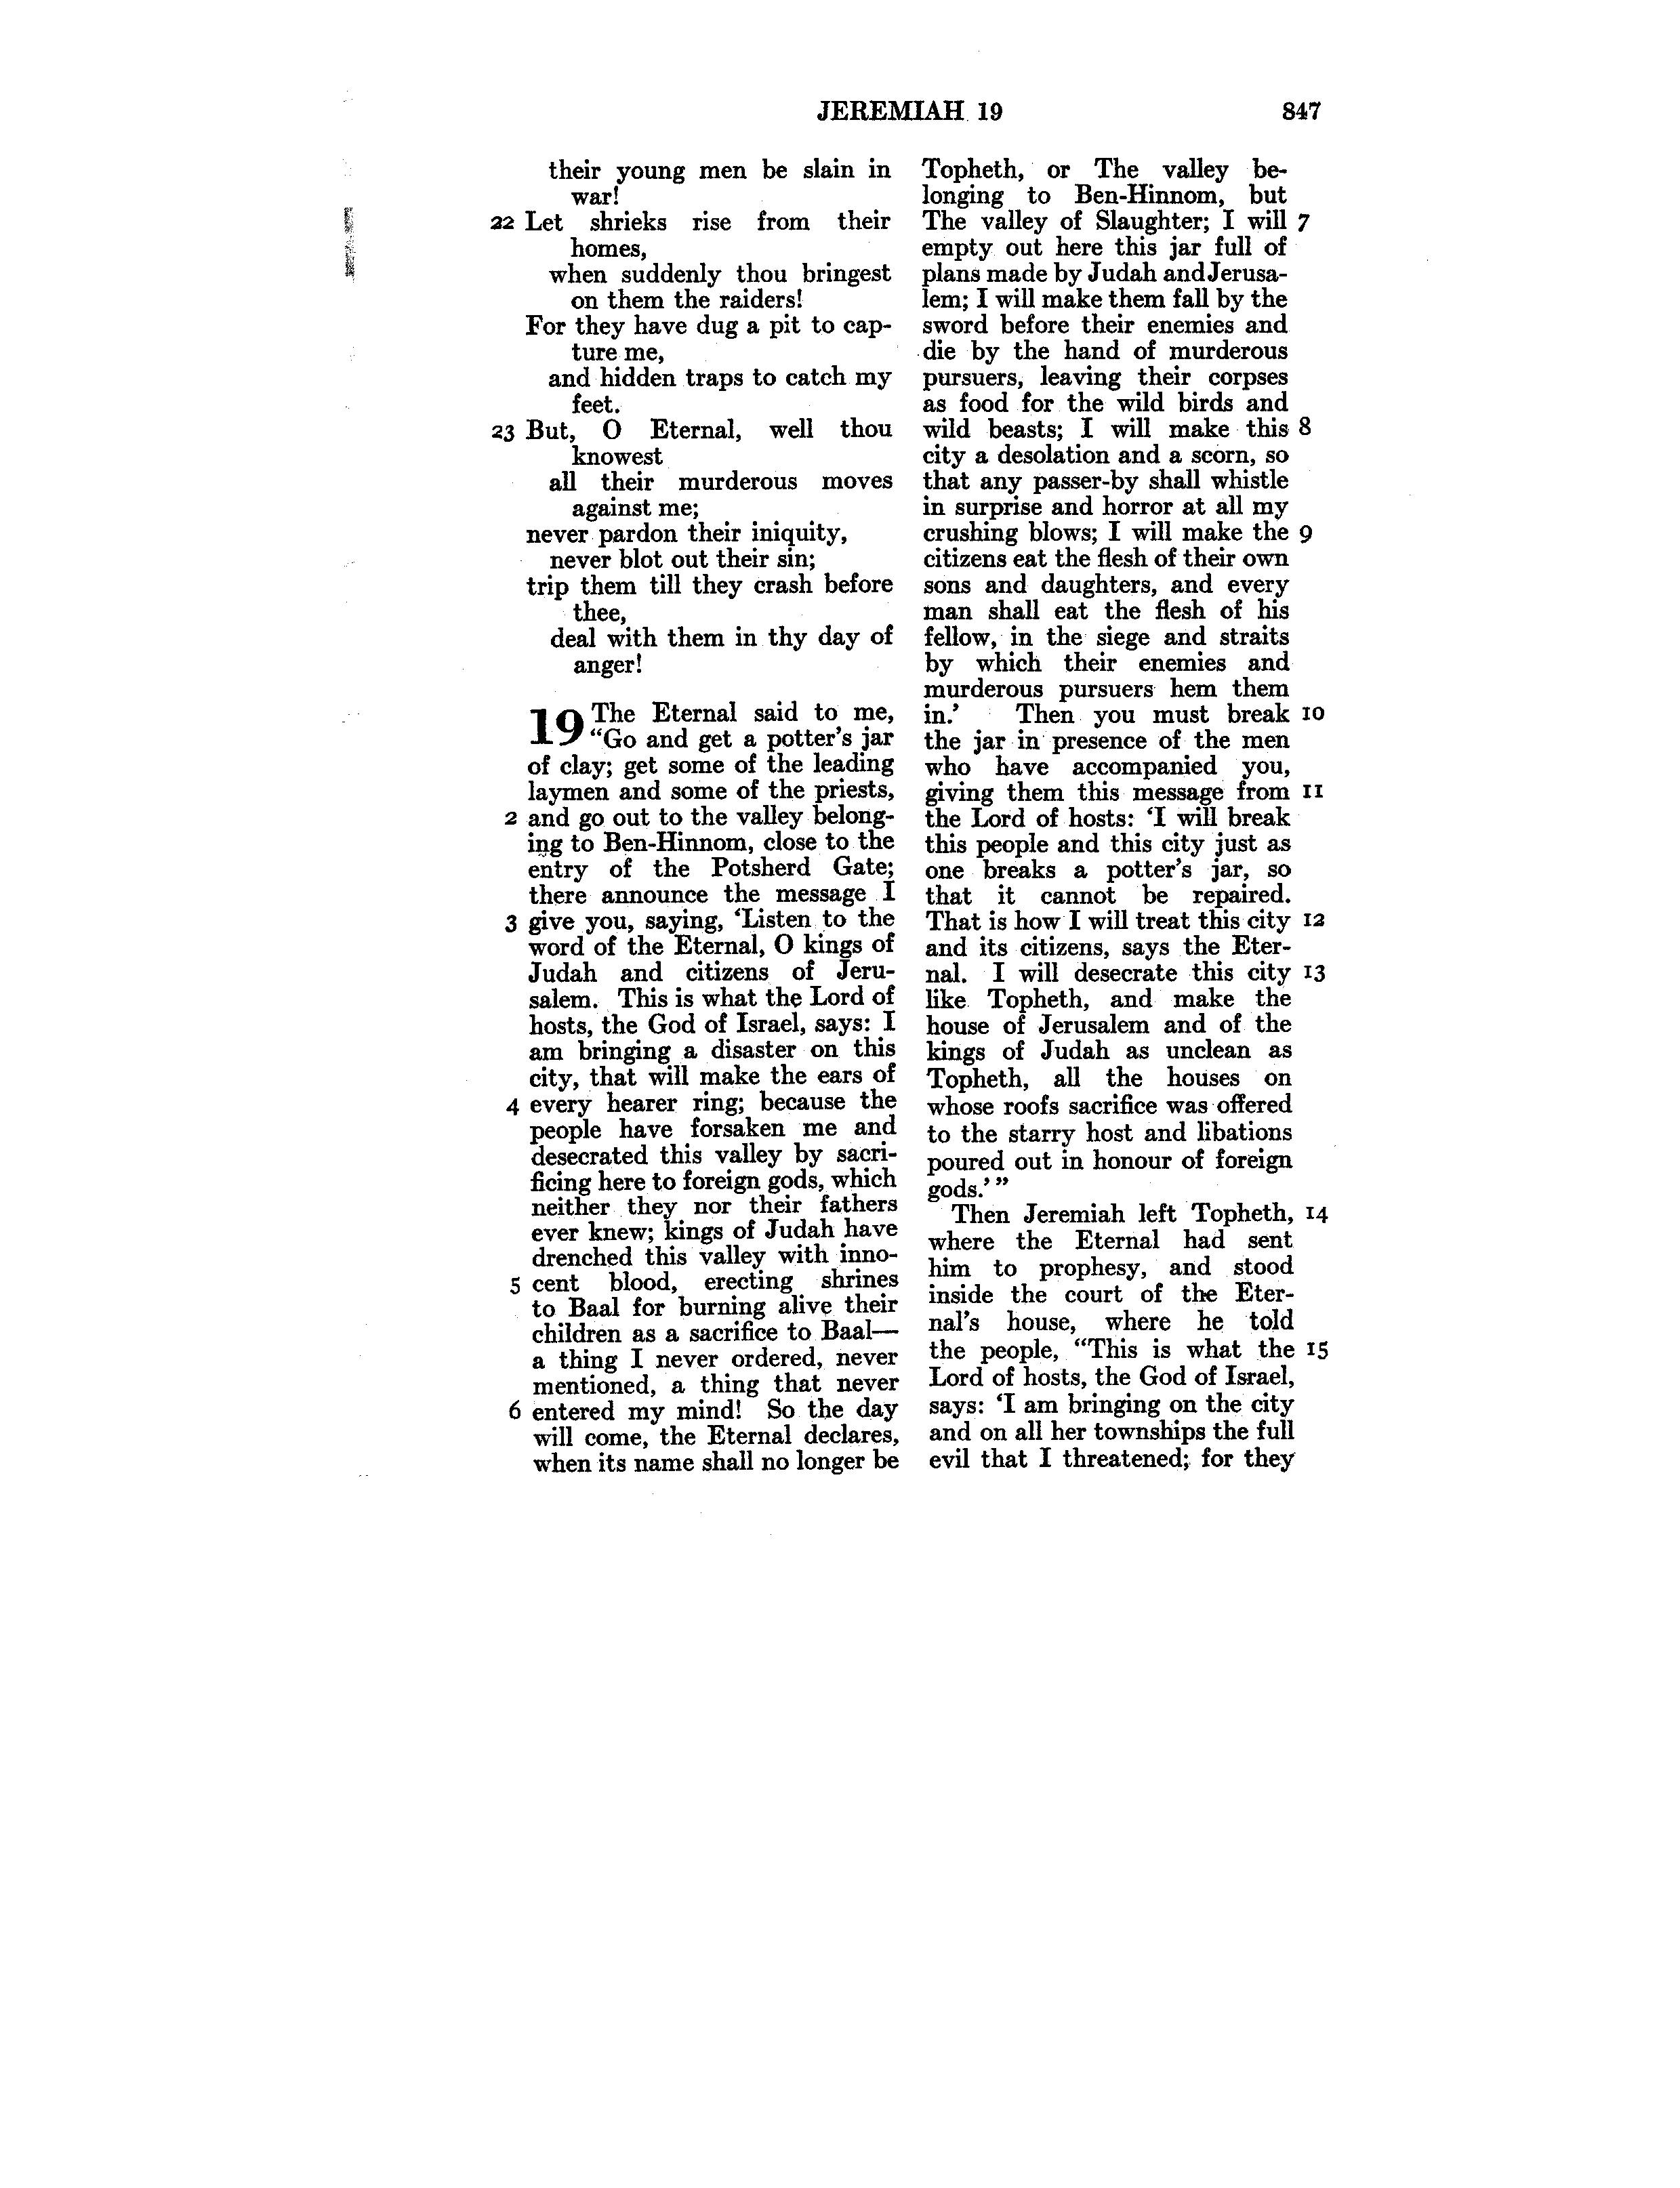 JEREMIAH 19
847
their young men be slain in
war!
22 Let shrieks rise from their
homes,
when suddenly thou bringest
on them the raiders!
For they have dug a pit to cap-
ture me,
and hidden traps to catch my
feet.
23 But, O Eternal, well thou
knowest
all their murderous moves
against me;
never pardon their iniquity,
never blot out their sin;
trip them till they crash before
thee,
deal with them in thy day of
anger!
19 The Eternal said to me,
“Go and get a potter's jar
of clay; get some of the leading
laymen and some of the priests,
2 and go out to the valley belong-
ing to Ben-Hinnom, close to the
entry of the Potsherd Gate;
there announce the message I
3 give you, saying, ‘Listen to the
word of the Eternal, O kings of
Judah and citizens of Jeru-
salem. This is what the Lord of
hosts, the God of Israel, says: I
am bringing a disaster on this
city, that will make the ears of
4 every hearer ring; because the
people have forsaken me and
desecrated this valley by sacri-
ficing here to foreign gods, which
neither they nor their fathers
ever knew; kings of Judah have
drenched this valley with inno-
5 cent blood, erecting shrines
to Baal for burning alive their
children as a sacrifice to Baal—
a thing I never ordered, never
mentioned, a thing that never
6 entered my mind! So the day
will come, the Eternal declares,
when its name shall no longer be
Topheth, or The valley be-
longing to Ben-Hinnom, but
The valley of Slaughter; I will 7
empty out here this jar full of
plans made by Judah and Jerusa-
lem; I will make them fall by the
sword before their enemies and
die by the hand of murderous
pursuers, leaving their corpses
as food for the wild birds and
wild beasts; I will make this 8
city a desolation and a scorn, so
that any passer-by shall whistle
in surprise and horror at all my
crushing blows; I will make the 9
citizens eat the flesh of their own
sons and daughters, and every
man shall eat the flesh of his
fellow, in the siege and straits
by which their enemies and
murderous pursuers hem them
in.’ Then you must break 10
the jar in presence of the men
who have accompanied you,
giving them this message from 11
the Lord of hosts: ‘I will break
this people and this city just as
one breaks a potter's jar, so
that it cannot be repaired.
That is how I will treat this city 12
and its citizens, says the Eter-
nal. I will desecrate this city 13
like Topheth, and make the
house of Jerusalem and of the
kings of Judah as unclean as
Topheth, all the houses on
whose roofs sacrifice was offered
to the starry host and libations
poured out in honour of foreign
gods.’ ”
Then Jeremiah left Topheth, 14
where the Eternal had sent
him to prophesy, and stood
inside the court of the Eter-
nal's house, where he told
the people, “This is what the 15
Lord of hosts, the God of Israel,
says: ‘I am bringing on the city
and on all her townships the full
evil that I threatened; for they